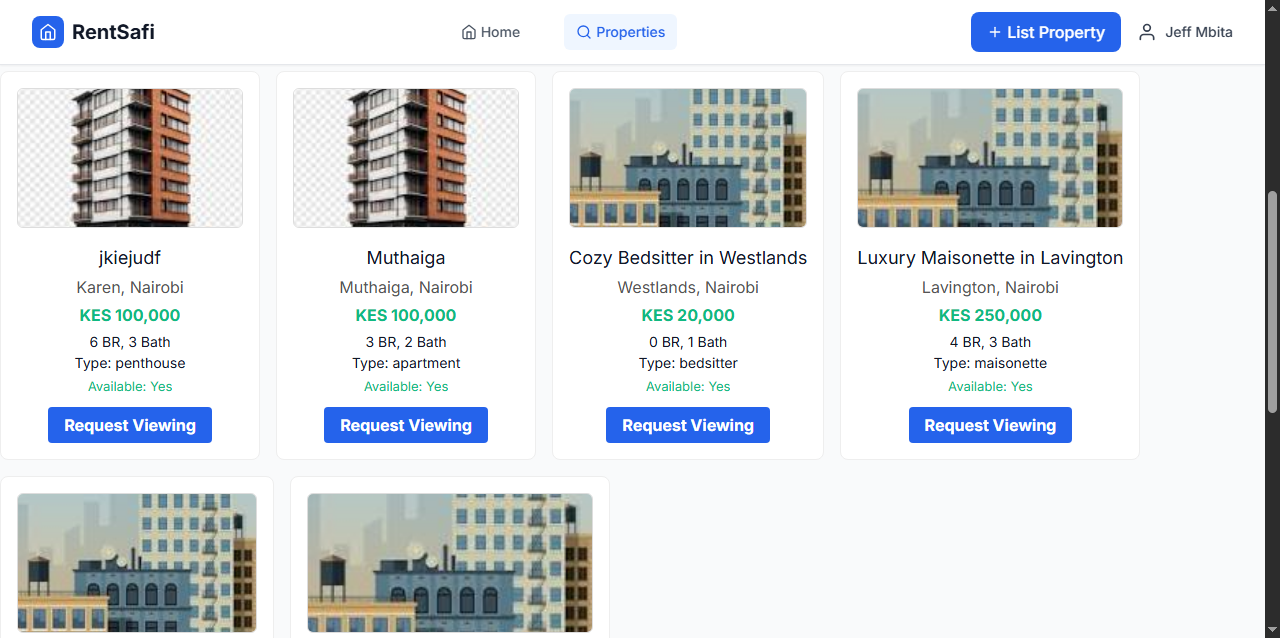 RentSafi
Home
Properties
+ List Property
Jeff Mbita
jkiejudf
Karen, Nairobi
KES 100,000
6 BR, 3 Bath
Type: penthouse
Available: Yes
Request Viewing
Muthaiga
Muthaiga, Nairobi
KES 100,000
3 BR, 2 Bath
Type: apartment
Available: Yes
Request Viewing
Cozy Bedsitter in Westlands
Westlands, Nairobi
KES 20,000
0 BR, 1 Bath
Type: bedsitter
Available: Yes
Request Viewing
Luxury Maisonette in Lavington
Lavington, Nairobi
KES 250,000
4 BR, 3 Bath
Type: maisonette
Available: Yes
Request Viewing